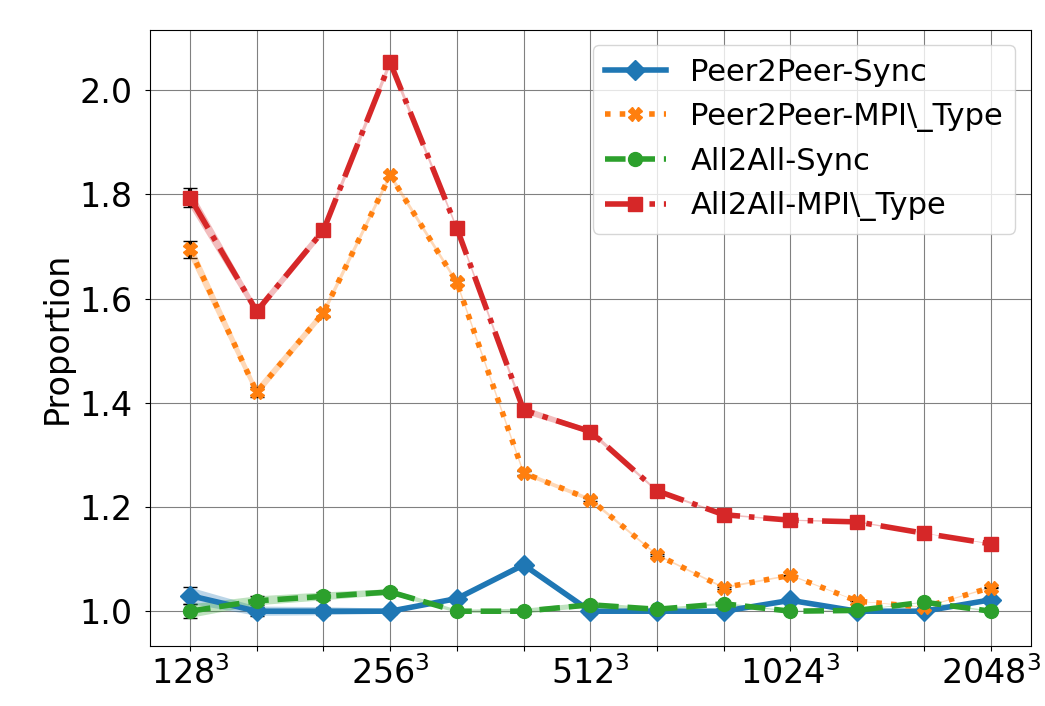 Proportion
2.0
1.8
1.6
1.4
1.2
1.0
Peer2Peer-Sync
Peer2Peer-MPI\_Type
All2All-Sync
All2All-MPI\_Type
128³ 256³ 512³ 1024³ 2048³